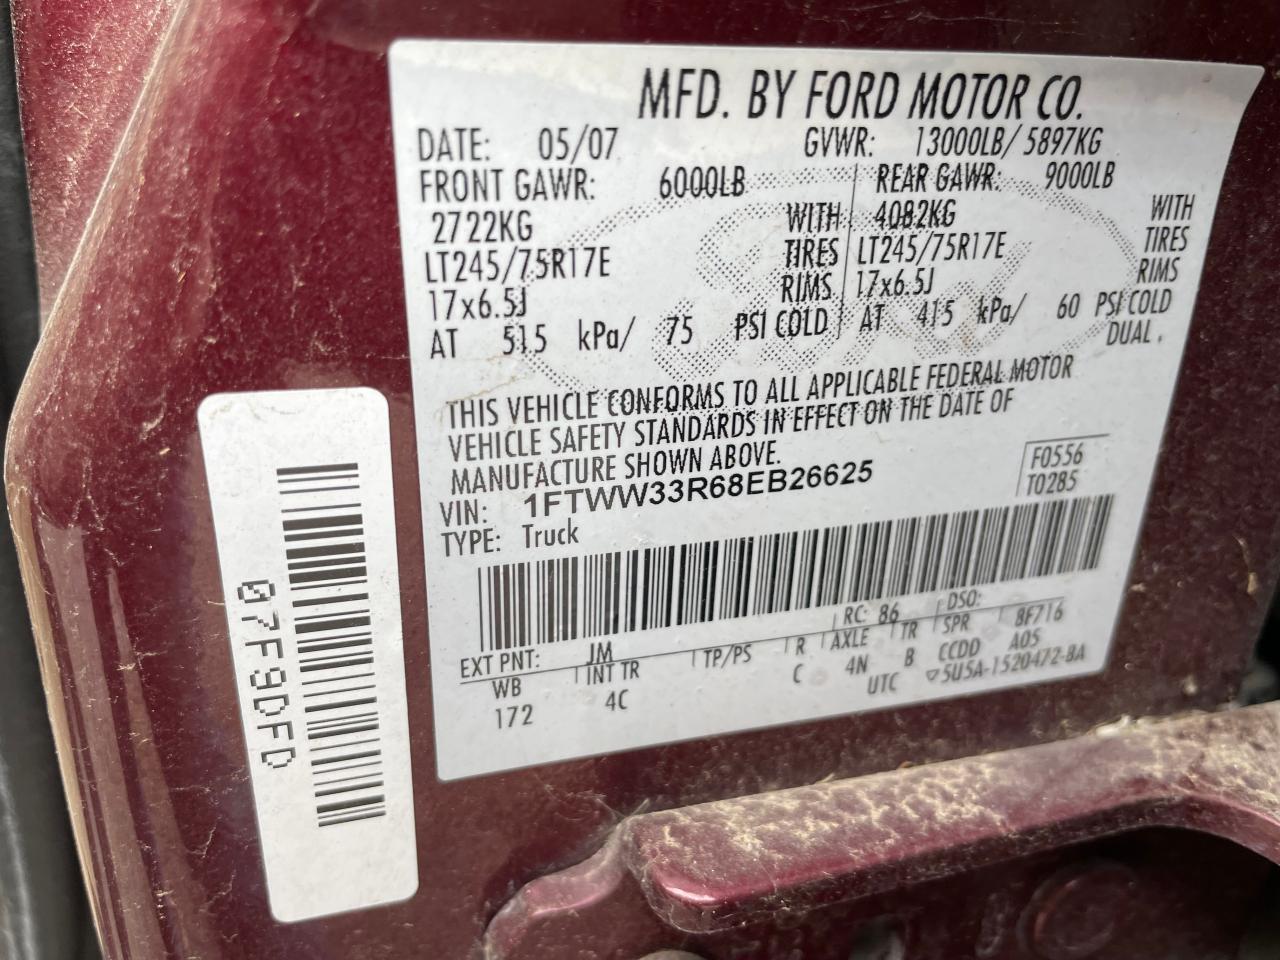 MFD. BY FORD MOTOR CO.
DATE: 05/07 GVWR: 13000LB/ 5897KG
FRONT GAWR: 6000LB REAR GAWR: 9000LB
2722KG WITH 4082KG WITH
LT245/75R17E TIRES LT245/75R17E TIRES
17x6.5J RIMS 17x6.5J RIMS
AT 515 kPa/ 75 PSI COLD AT 415 kPa/ 60 PSI COLD
DUAL
THIS VEHICLE CONFORMS TO ALL APPLICABLE FEDERAL MOTOR
VEHICLE SAFETY STANDARDS IN EFFECT ON THE DATE OF
MANUFACTURE SHOWN ABOVE.
VIN: 1FTWW33R68EB26625 F0556
TYPE: Truck T0285
EXT PNT: JM RC: 86 DSO:
WB INT TR TP/PS R AXLE TR SPR 8F716
172 4C C 4N B CCDD A05
UTC ▽5U5A-1520472-BA
07F9DFD